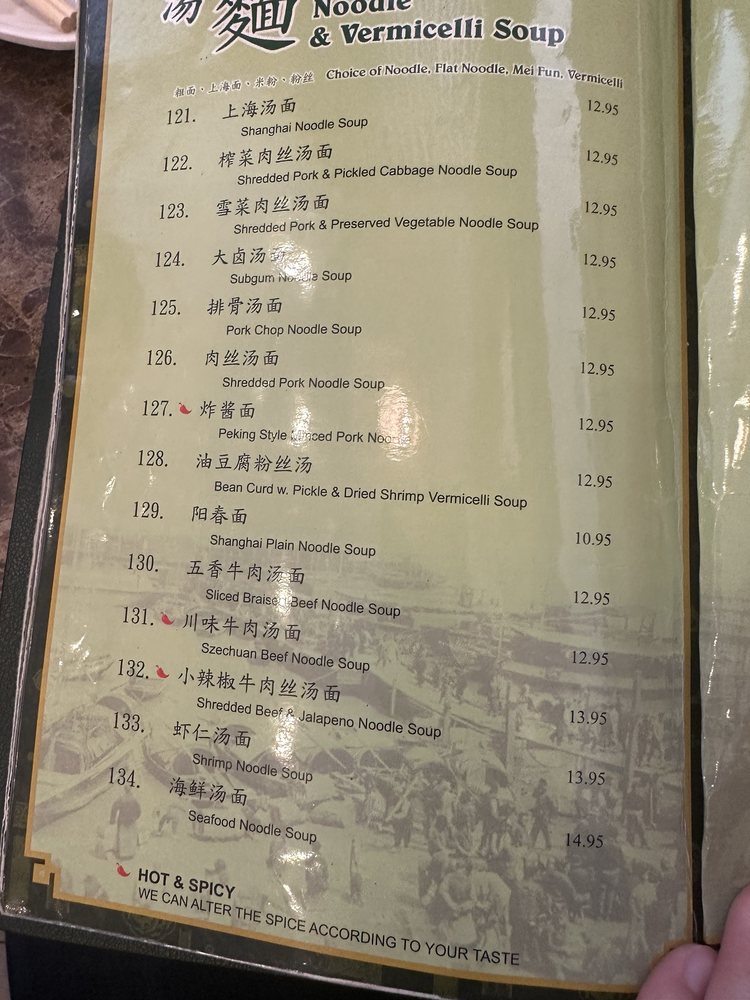 汤麵 Noodle
& Vermicelli Soup
粗面、上海面、米粉、粉丝 Choice of Noodle, Flat Noodle, Mei Fun, Vermicelli
121. 上海汤面 12.95
Shanghai Noodle Soup
122. 榨菜肉丝汤面 12.95
Shredded Pork & Pickled Cabbage Noodle Soup
123. 雪菜肉丝汤面 12.95
Shredded Pork & Preserved Vegetable Noodle Soup
124. 大卤汤面 12.95
Subgum Noodle Soup
125. 排骨汤面 12.95
Pork Chop Noodle Soup
126. 肉丝汤面 12.95
Shredded Pork Noodle Soup
127. 炸酱面 12.95
Peking Style Minced Pork Noodle
128. 油豆腐粉丝汤 12.95
Bean Curd w. Pickle & Dried Shrimp Vermicelli Soup
129. 阳春面 10.95
Shanghai Plain Noodle Soup
130. 五香牛肉汤面 12.95
Sliced Braised Beef Noodle Soup
131. 川味牛肉汤面 12.95
Szechuan Beef Noodle Soup
132. 小辣椒牛肉丝汤面 13.95
Shredded Beef & Jalapeno Noodle Soup
133. 虾仁汤面 13.95
Shrimp Noodle Soup
134. 海鲜汤面 14.95
Seafood Noodle Soup
HOT & SPICY
WE CAN ALTER THE SPICE ACCORDING TO YOUR TASTE